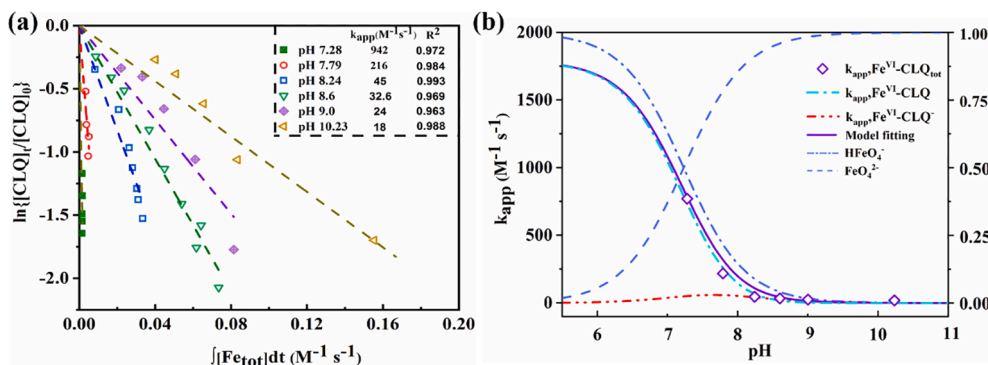 (a)
ln{[CLQ]t/[CLQ]0}
0.0
-0.5
-1.0
-1.5
-2.0
kapp(M-1s-1) R2
pH 7.28 942 0.972
pH 7.79 216 0.984
pH 8.24 45 0.993
pH 8.6 32.6 0.969
pH 9.0 24 0.963
pH 10.23 18 0.988
0.00 0.04 0.08 0.12 0.16 0.20
∫[Fetot]dt (M-1 s-1)
(b)
kapp (M-1 s-1)
2000
1750
1500
1250
1000
750
500
250
0
kapp,FeVI-CLQtot
kapp,FeVI-CLQ
kapp,FeVI-CLQ-
Model fitting
HFeO4-
FeO42-
1.00
0.75
0.50
0.25
0.00
6 7 8 9 10 11
pH